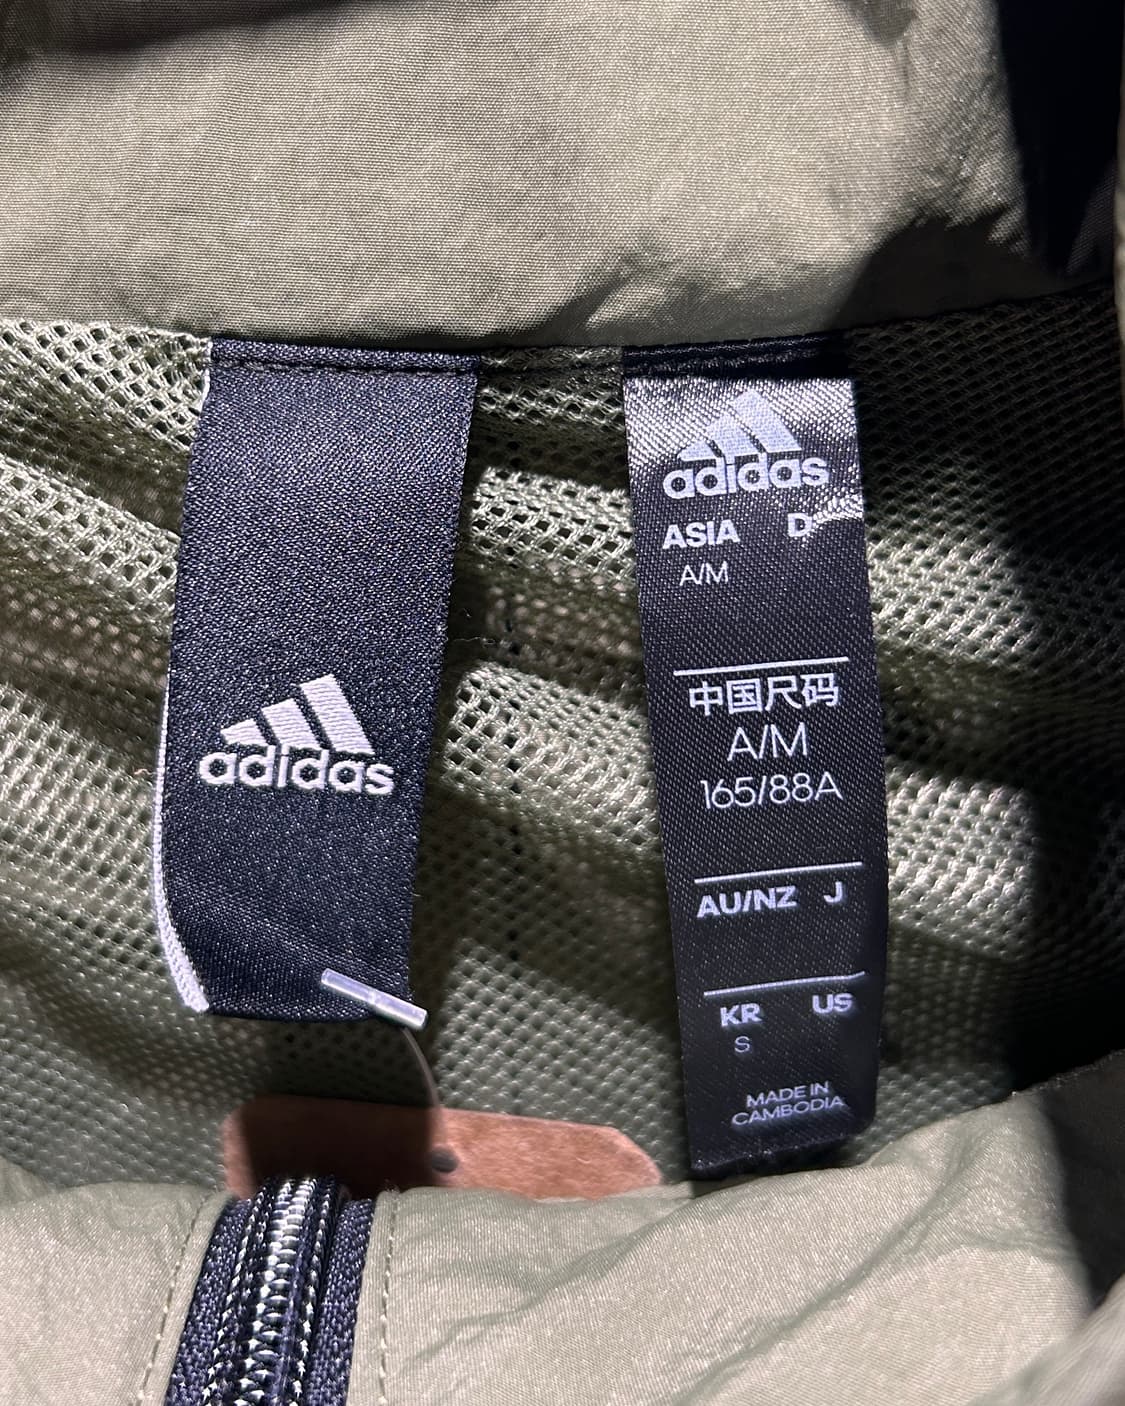 adidas
adidas
ASIA D
A/M
中国尺码
A/M
165/88A
AU/NZ J
KR US
S
MADE IN
CAMBODIA